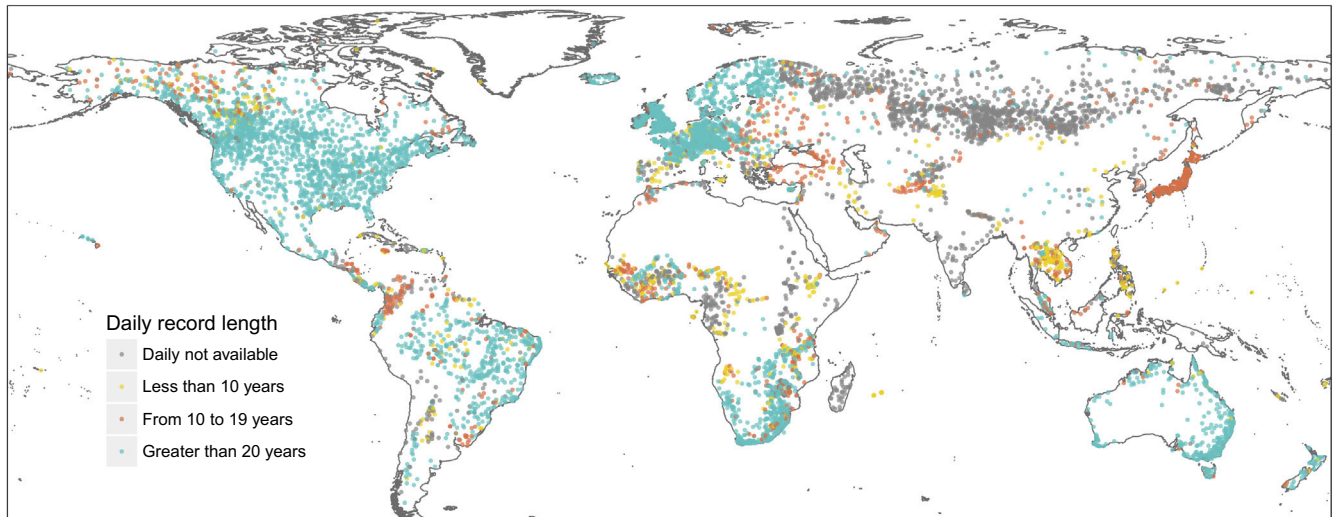 Daily record length
Daily not available
Less than 10 years
From 10 to 19 years
Greater than 20 years